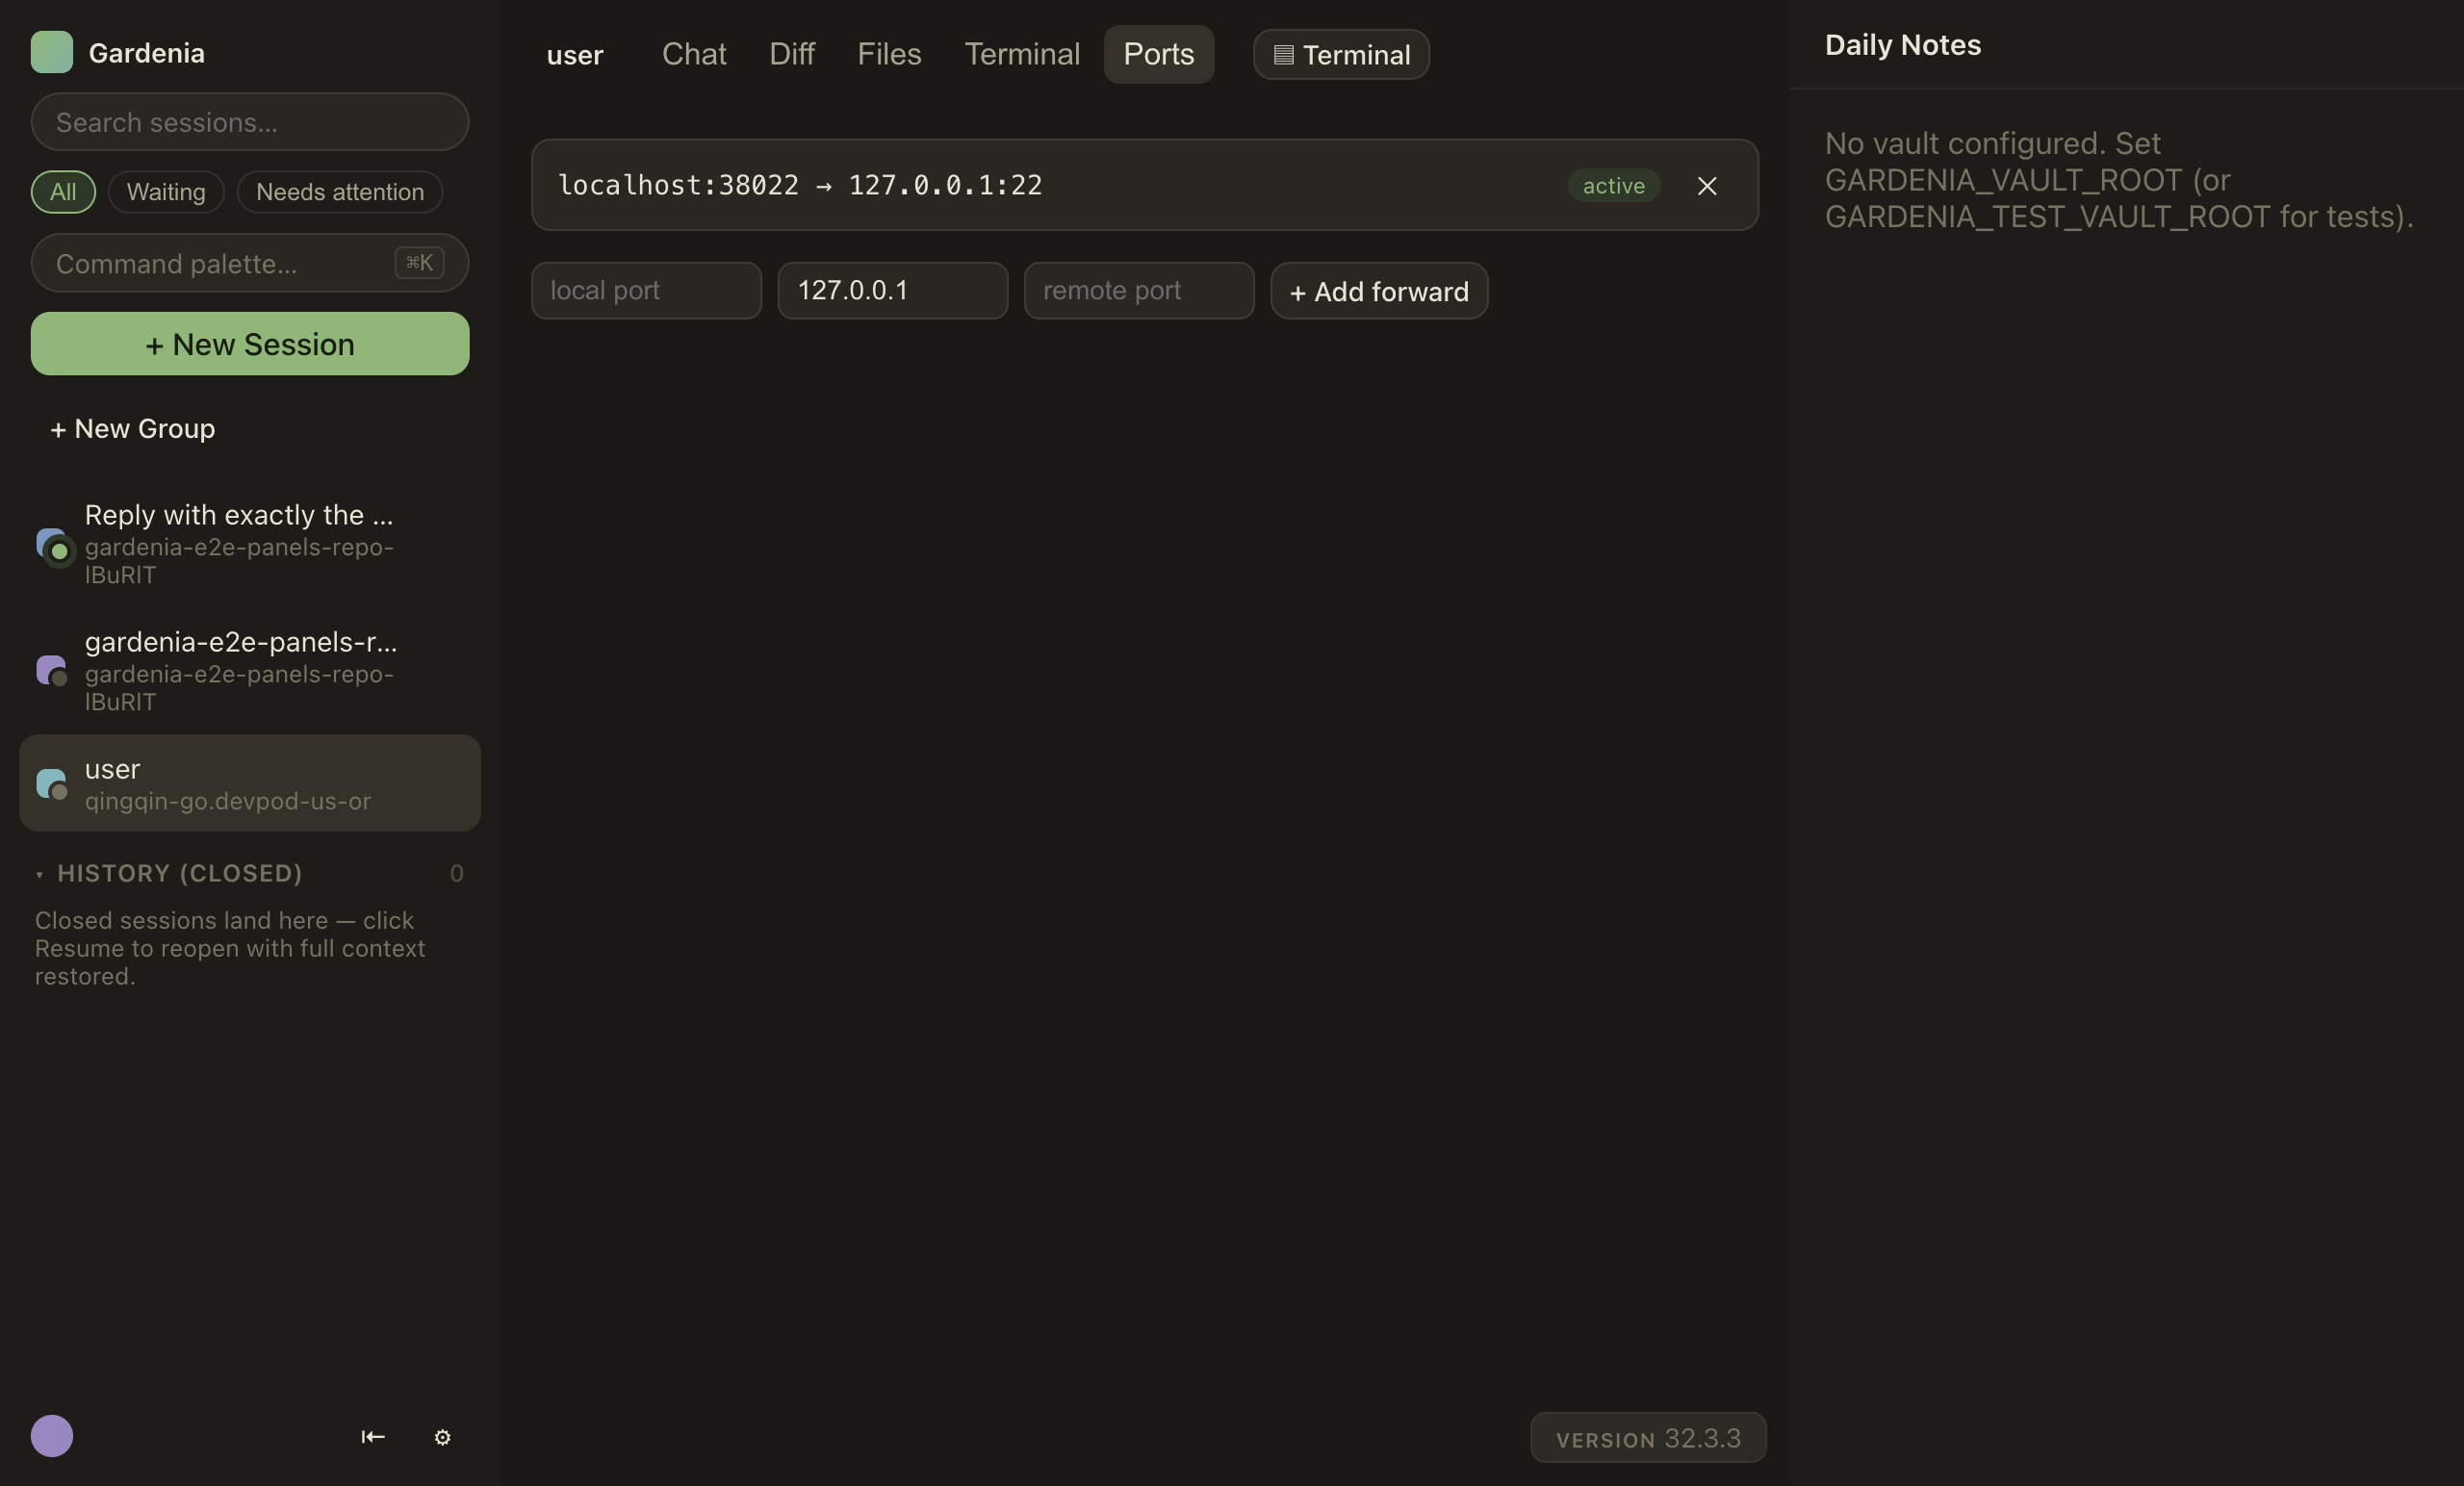 Gardenia
Search sessions...
All
Waiting
Needs attention
Command palette...
⌘K
+ New Session
+ New Group
Reply with exactly the ...
gardenia-e2e-panels-repo-
lBuRlT
gardenia-e2e-panels-r...
gardenia-e2e-panels-repo-
lBuRlT
user
qingqin-go.devpod-us-or
HISTORY (CLOSED)
0
Closed sessions land here — click
Resume to reopen with full context
restored.
user
Chat
Diff
Files
Terminal
Ports
Terminal
localhost:38022 → 127.0.0.1:22
active
local port
127.0.0.1
remote port
+ Add forward
VERSION 32.3.3
Daily Notes
No vault configured. Set
GARDENIA_VAULT_ROOT (or
GARDENIA_TEST_VAULT_ROOT for tests).